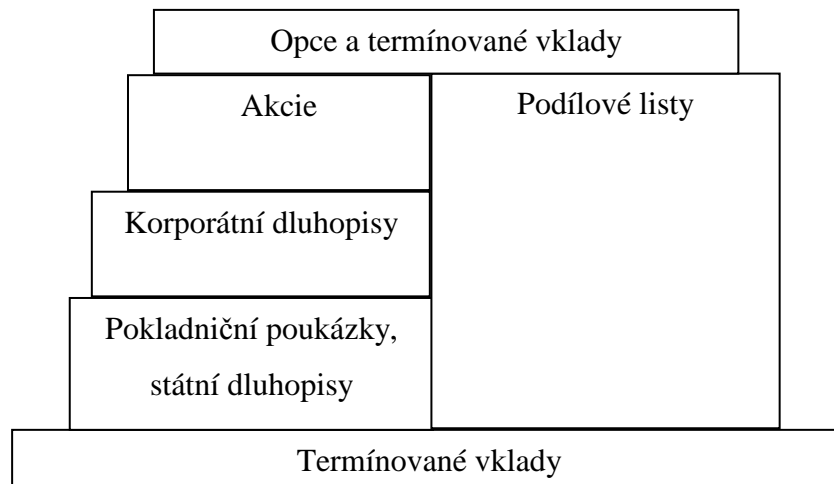 Opce a termínované vklady
Akcie
Podílové listy
Korporátní dluhopisy
Pokladniční poukázky,
státní dluhopisy
Termínované vklady